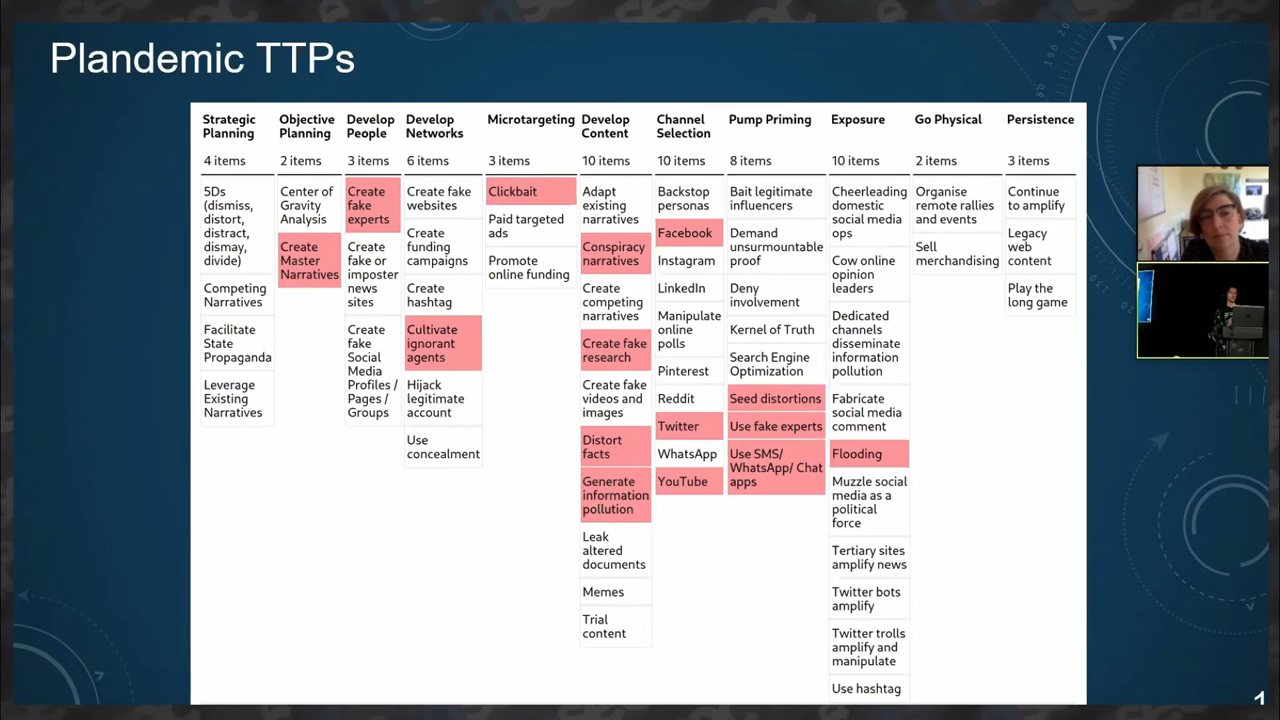 Plandemic TTPs
Strategic
Planning
4 items
5Ds
(dismiss,
distort,
distract,
dismay,
divide)
Competing
Narratives
Facilitate
State
Propaganda
Leverage
Existing
Narratives
Objective
Planning
2 items
Center of
Gravity
Analysis
Create
Master
Narratives
Develop
People
3 items
Create
fake
experts
Create
fake or
imposter
news
sites
Create
fake
Social
Media
Profiles /
Pages /
Groups
Develop
Networks
6 items
Create fake
websites
Create
funding
campaigns
Create
hashtag
Cultivate
ignorant
agents
Hijack
legitimate
account
Use
concealment
Microtargeting
3 items
Clickbait
Paid targeted
ads
Promote
online funding
Develop
Content
10 items
Adapt
existing
narratives
Conspiracy
narratives
Create
competing
narratives
Create fake
research
Create fake
videos and
images
Distort
facts
Generate
information
pollution
Leak
altered
documents
Memes
Trial
content
Channel
Selection
10 items
Backstop
personas
Facebook
Instagram
LinkedIn
Manipulate
online
polls
Pinterest
Reddit
Twitter
WhatsApp
YouTube
Pump Priming
8 items
Bait legitimate
influencers
Demand
unsurmountable
proof
Deny
involvement
Kernel of Truth
Search Engine
Optimization
Seed distortions
Use fake experts
Use SMS/
WhatsApp/ Chat
apps
Exposure
10 items
Cheerleading
domestic
social media
ops
Cow online
opinion
leaders
Dedicated
channels
disseminate
information
pollution
Fabricate
social media
comment
Flooding
Muzzle social
media as a
political
force
Tertiary sites
amplify news
Twitter bots
amplify
Twitter trolls
amplify and
manipulate
Use hashtag
Go Physical
2 items
Organise
remote rallies
and events
Sell
merchandising
Persistence
3 items
Continue
to amplify
Legacy
web
content
Play the
long game
1